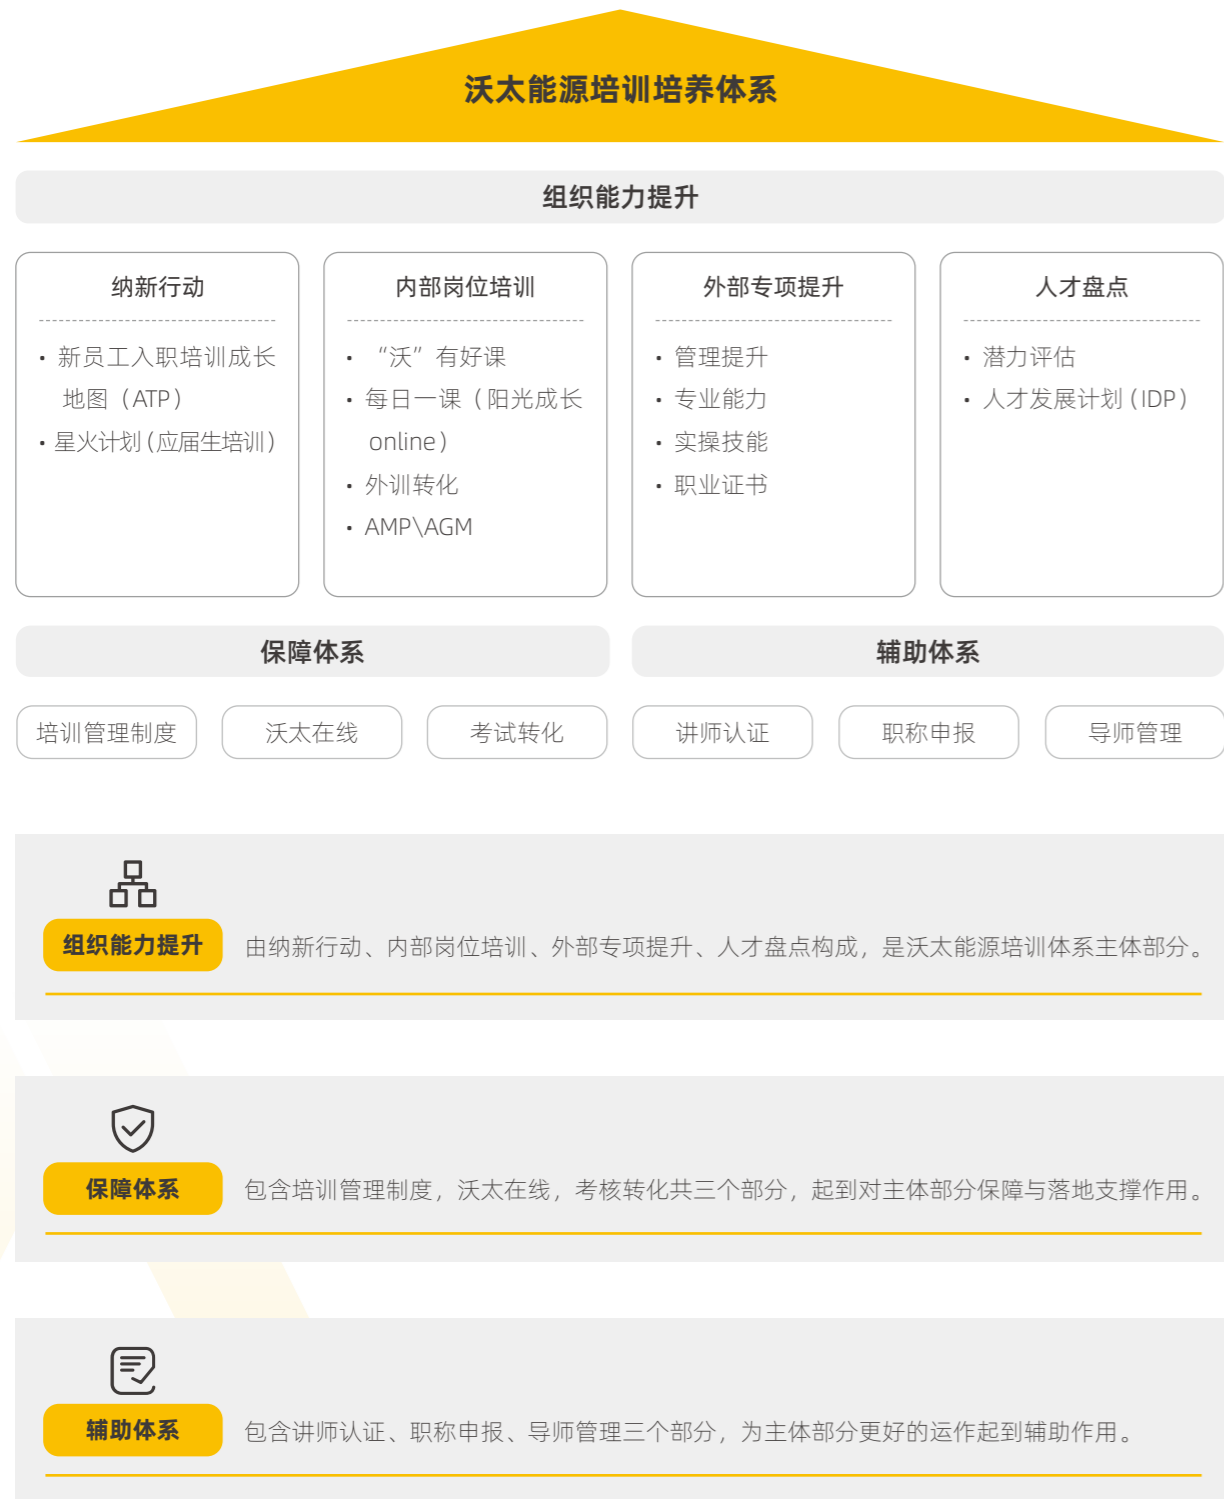 沃太能源培训培养体系
组织能力提升
纳新行动
• 新员工入职培训成长
地图（ATP）
• 星火计划（应届生培训）
内部岗位培训
• “沃”有好课
• 每日一课（阳光成长
online）
• 外训转化
• AMP\AGM
外部专项提升
• 管理提升
• 专业能力
• 实操技能
• 职业证书
人才盘点
• 潜力评估
• 人才发展计划（IDP）
保障体系
辅助体系
培训管理制度
沃太在线
考试转化
讲师认证
职称申报
导师管理
组织能力提升
由纳新行动、内部岗位培训、外部专项提升、人才盘点构成，是沃太能源培训体系主体部分。
保障体系
包含培训管理制度，沃太在线，考核转化共三个部分，起到对主体部分保障与落地支撑作用。
辅助体系
包含讲师认证、职称申报、导师管理三个部分，为主体部分更好的运作起到辅助作用。